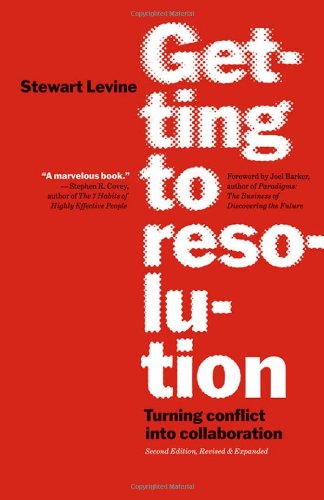 Get-
Stewart Levine
ting
to
"A marvelous book."
—Stephen R. Covey,
author of The 7 Habits of
Highly Effective People
Foreword by Joel Barker,
author of Paradigms:
The Business of
Discovering the Future
reso-
lu-
tion
Turning conflict
into collaboration
Second Edition, Revised & Expanded